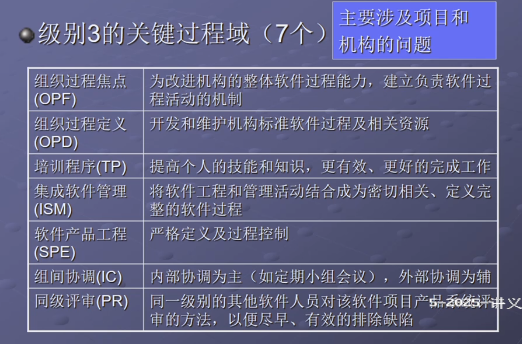 级别3的关键过程域（7个）
主要涉及项目和
机构的问题
组织过程焦点
(OPF)
为改进机构的整体软件过程能力，建立负责软件过
程活动的机制
组织过程定义
(OPD)
开发和维护机构标准软件过程及相关资源
培训程序(TP)
提高个人的技能和知识，更有效、更好的完成工作
集成软件管理
(ISM)
将软件工程和管理活动结合成为密切相关、定义完
整的软件过程
软件产品工程
(SPE)
严格定义及过程控制
组间协调(IC)
内部协调为主（如定期小组会议），外部协调为辅
同级评审(PR)
同一级别的其他软件人员对该软件项目产品系统评
审的方法，以便尽早、有效的排除缺陷
讲义